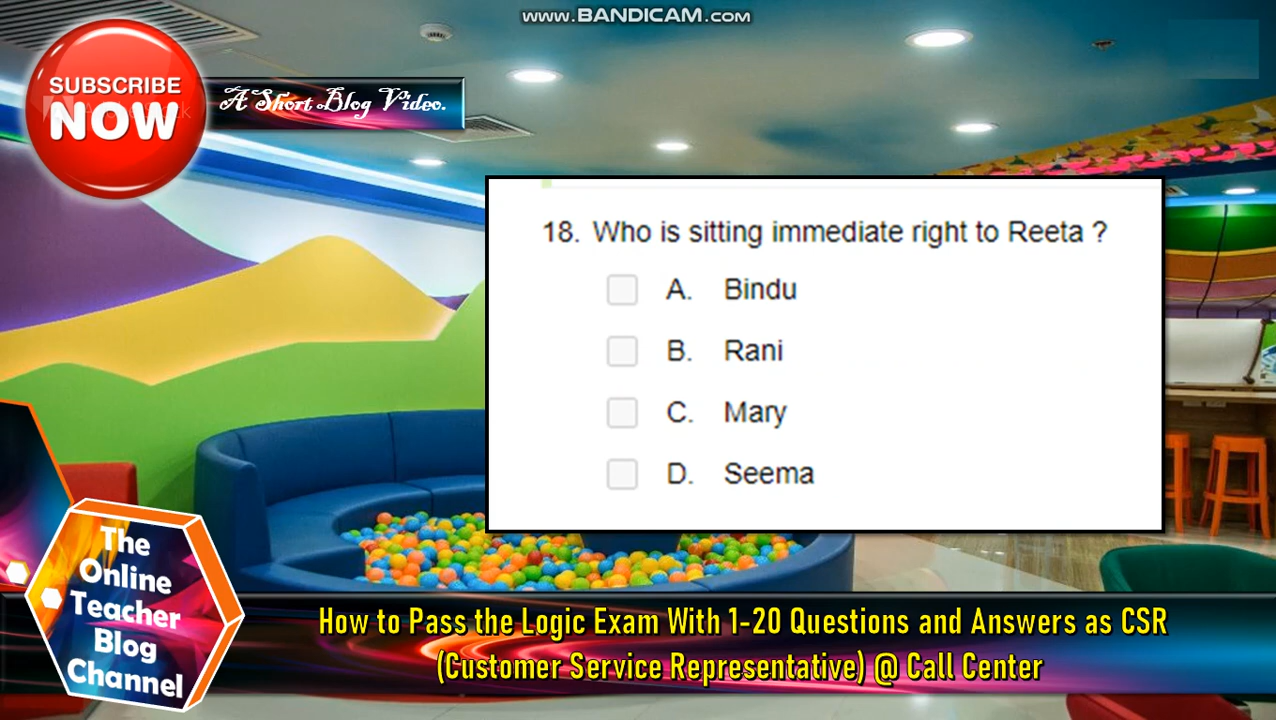 www.BANDICAM.com
SUBSCRIBE
NOW
A Short Blog Video.
18. Who is sitting immediate right to Reeta ?
A. Bindu
B. Rani
C. Mary
D. Seema
The
Online
Teacher
Blog
Channel
How to Pass the Logic Exam With 1-20 Questions and Answers as CSR
(Customer Service Representative) @ Call Center